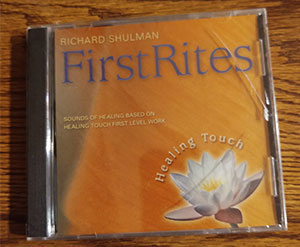 RICHARD SHULMAN
FirstRites
SOUNDS OF HEALING BASED ON
HEALING TOUCH FIRST LEVEL WORK
Healing Touch